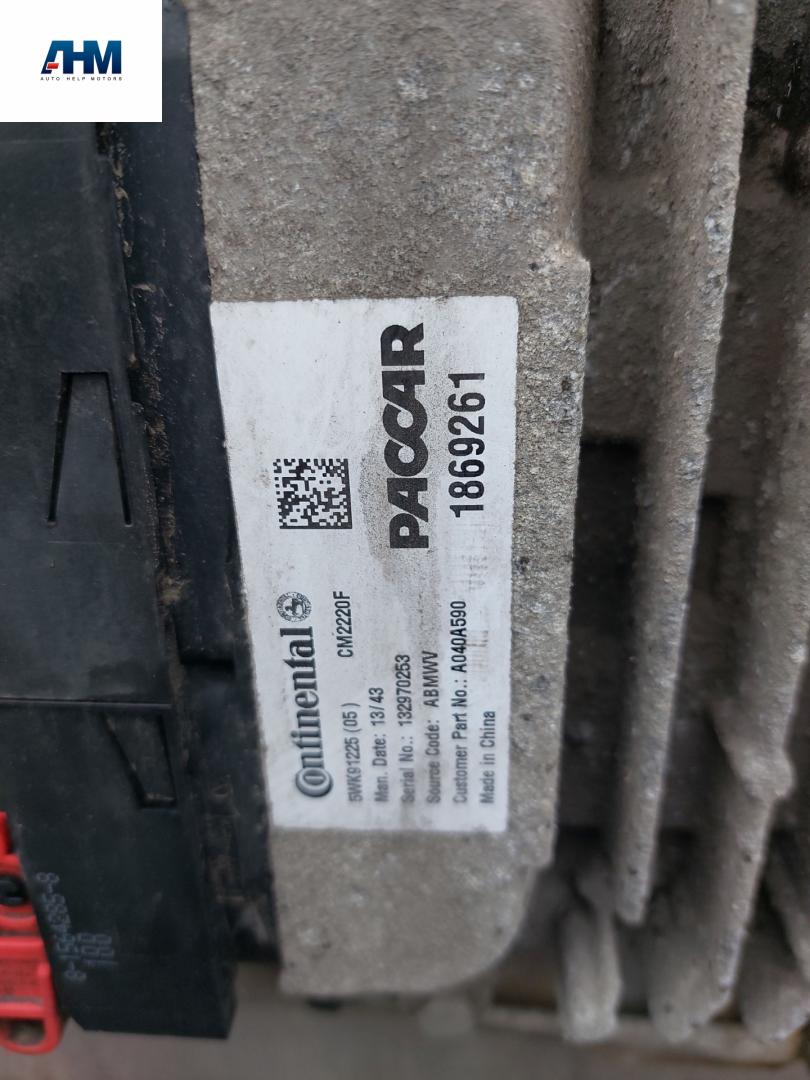 AHM
AUTO HELP MOTORS
Continental
CM2220F
5WK91225 (05)
Man. Date: 13/43
Serial No.: 132970253
Source Code: ABMWV
Customer Part No.: A040A590
Made in China
PACCAR
1869261